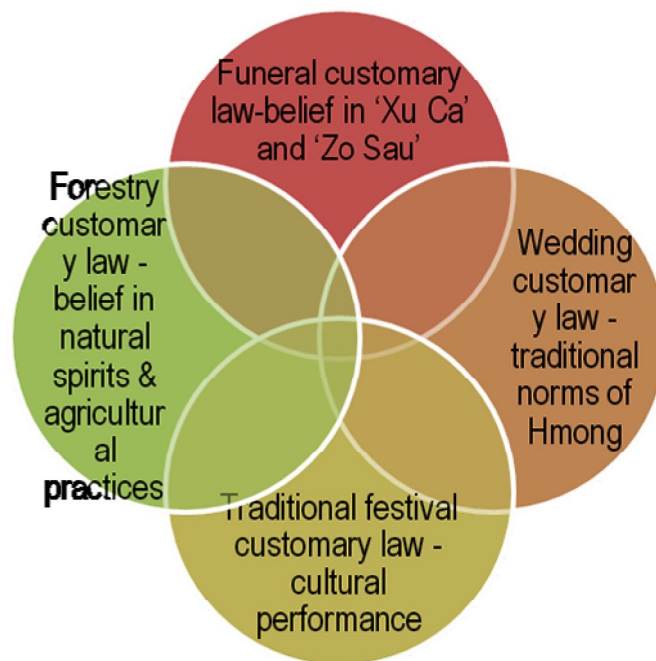 Funeral customary
law-belief in ‘Xu Ca’
and ‘Zo Sau’
Forestry
customar
y law -
belief in
natural
spirits &
agricultur
al
practices
Wedding
customar
y law -
traditional
norms of
Hmong
Traditional festival
customary law -
cultural
performance